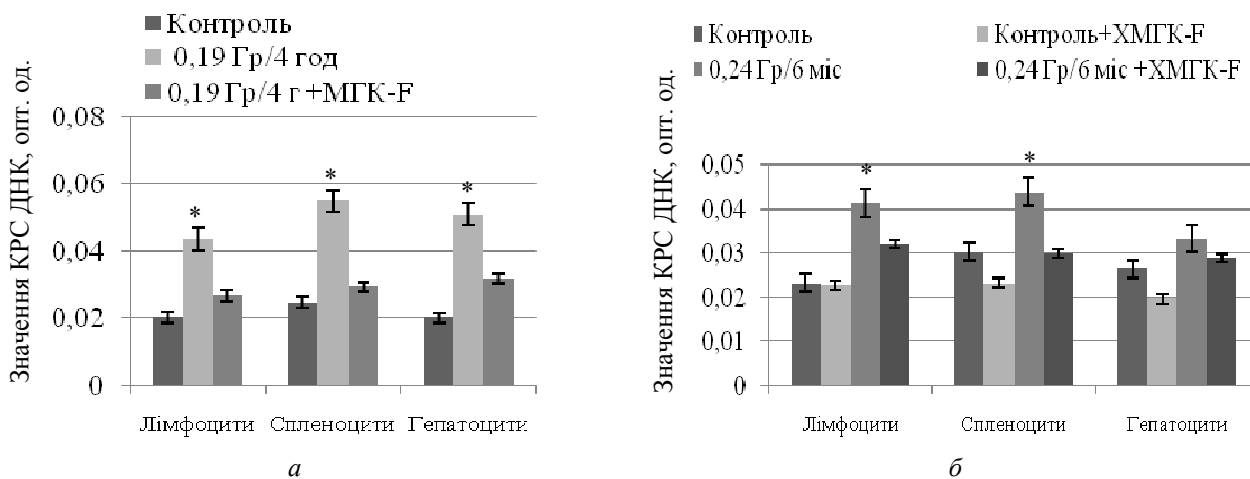 Контроль
0,19 Гр/4 год
0,19 Гр/4 г +МГК-F
Значення КРС ДНК, опт. од.
0,08
0,06
0,04
0,02
0
* * *
Лімфоцити Спленоцити Гепатоцити
а
Контроль Контроль+ХМГК-F
0,24 Гр/6 міс 0,24 Гр/6 міс +ХМГК-F
Значення КРС ДНК, опт. од.
0,05
0,04
0,03
0,02
0,01
0
* *
Лімфоцити Спленоцити Гепатоцити
б